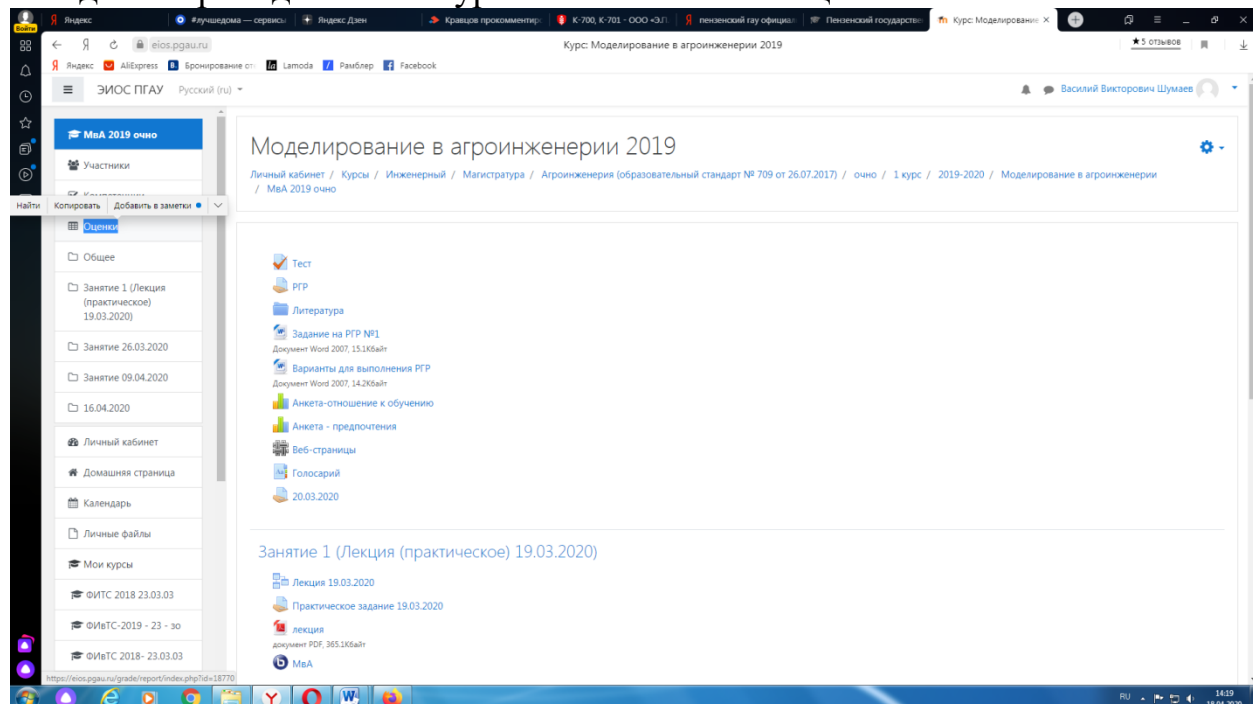 Войти
Яндекс
#лучшедома — сервисы
Яндекс Дзен
Кравцов прокомментиро
К-700, К-701 - ООО «З.П.
пензенский гау официал
Пензенский государстве
Курс: Моделирование
eios.pgau.ru
Курс: Моделирование в агроинженерии 2019
★5 отзывов
Яндекс
AliExpress
Бронирование от
Lamoda
Рамблер
Facebook
ЭИОС ПГАУ
Русский (ru)
Василий Викторович Шумаев
МвА 2019 очно
Участники
Компетенции
Найти
Копировать
Добавить в заметки
Оценки
Общее
Занятие 1 (Лекция
(практическое)
19.03.2020)
Занятие 26.03.2020
Занятие 09.04.2020
16.04.2020
Личный кабинет
Домашняя страница
Календарь
Личные файлы
Мои курсы
ФИТС 2018 23.03.03
ФИвТС-2019 - 23 - зо
ФИвТС 2018- 23.03.03
Моделирование в агроинженерии 2019
Личный кабинет / Курсы / Инженерный / Магистратура / Агроинженерия (образовательный стандарт № 709 от 26.07.2017) / очно / 1 курс / 2019-2020 / Моделирование в агроинженерии
/ МвА 2019 очно
Тест
РГР
Литература
Задание на РГР №1
Документ Word 2007, 15.1Кбайт
Варианты для выполнения РГР
Документ Word 2007, 14.2Кбайт
Анкета-отношение к обучению
Анкета - предпочтения
Веб-страницы
Голосарий
20.03.2020
Занятие 1 (Лекция (практическое) 19.03.2020)
Лекция 19.03.2020
Практическое задание 19.03.2020
лекция
документ PDF, 365.1Кбайт
МвА
https://eios.pgau.ru/grade/report/index.php?id=18770
RU
14:19
18.04.2020